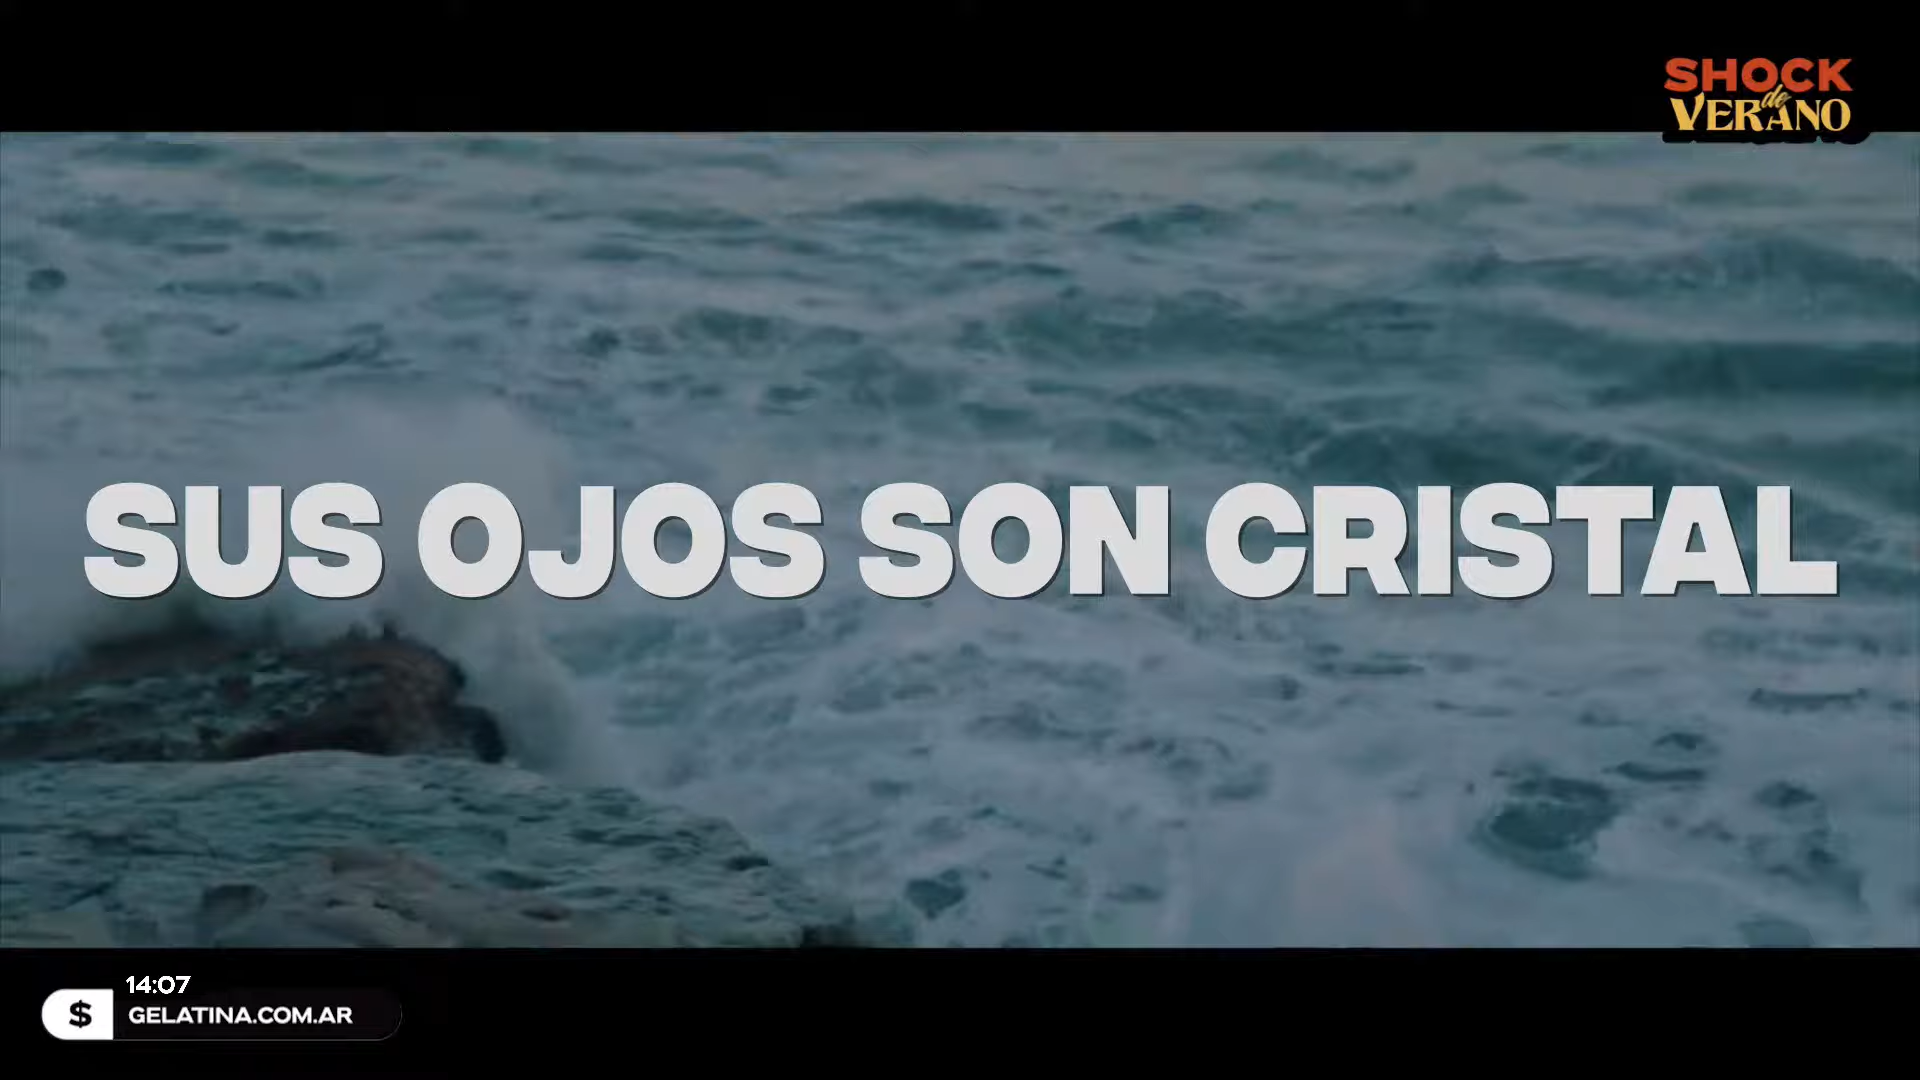 SHOCK
de
VERANO
SUS OJOS SON CRISTAL
14:07
$
GELATINA.COM.AR